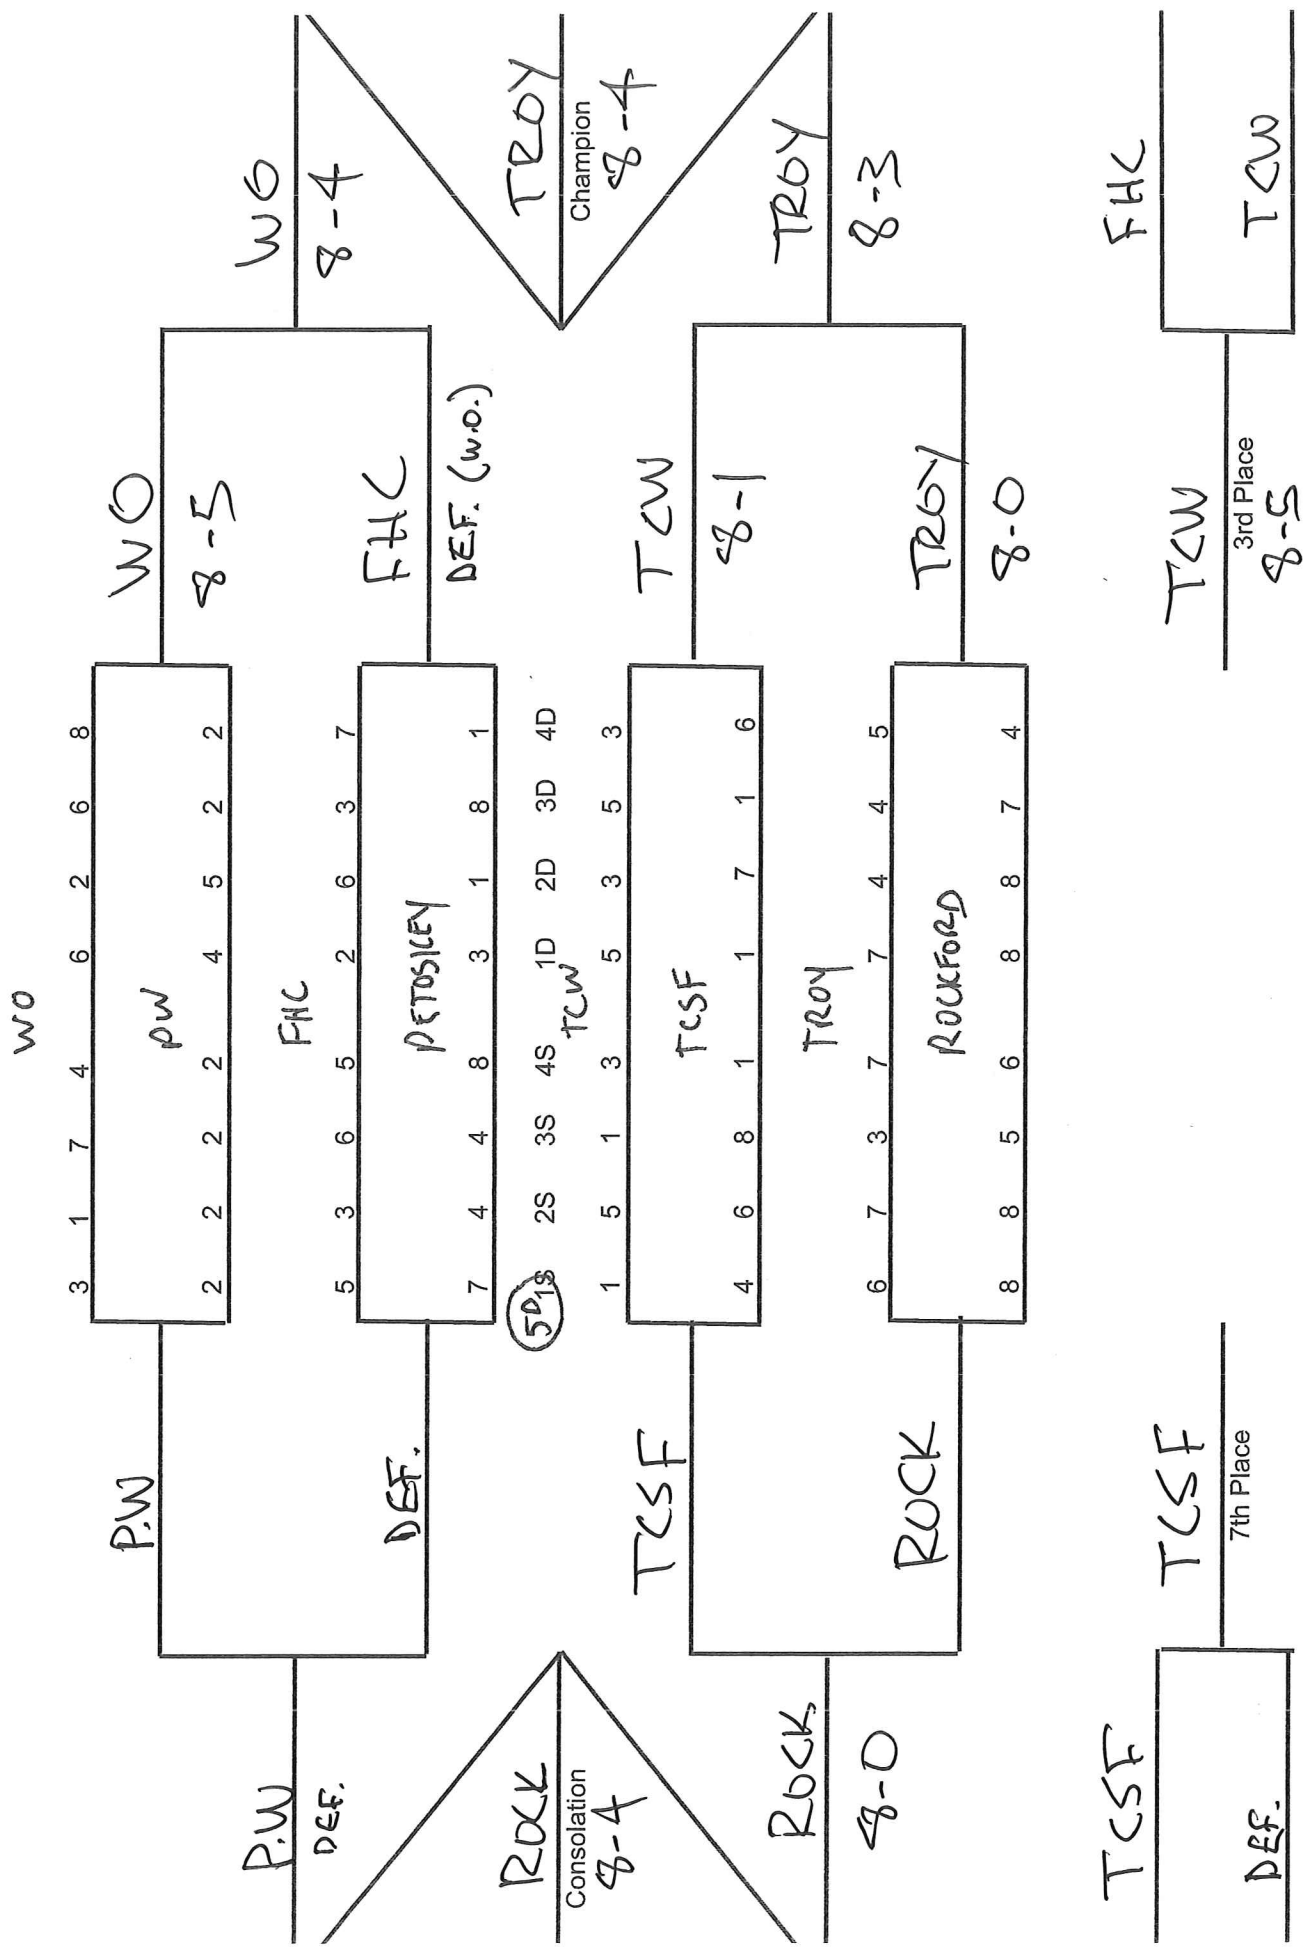 WO
3 1 7 4 6 2 6 8
P.W WO
PW
2 2 2 2 4 5 2 2 8-5
P.W WO
FHC
DEF. 8-4
5 3 6 5 2 6 3 7
DEF. PETOSKEY FHC
7 4 4 8 3 1 8 1 DEF. (W.O.)
ROCK TROY
5D 1S 2S 3S 4S 1D 2D 3D 4D
Consolation Champion
TCW
8-4 8-4
1 5 1 3 5 3 5 3
TCSF TCSF TCW
4 6 8 1 1 7 1 6 8-1
ROCK TROY
TROY
8-0 8-3
6 7 3 7 7 4 4 5
ROCK ROCKFORD TROY
8 8 5 6 8 8 7 4 8-0
TCSF FHC
TCSF TCW
7th Place 3rd Place
DEF. 8-5 TCW